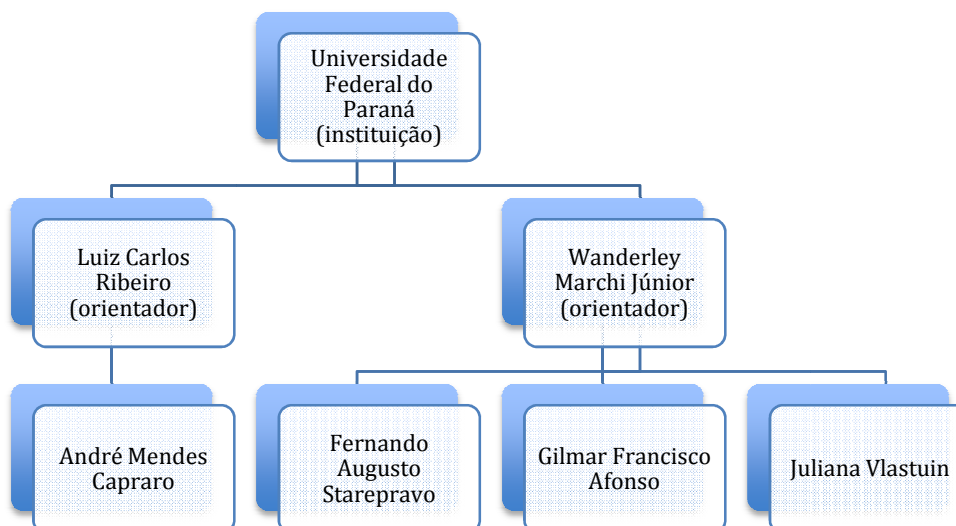 Universidade
Federal do
Paraná
(instituição)
Luiz Carlos
Ribeiro
(orientador)
Wanderley
Marchi Júnior
(orientador)
André Mendes
Capraro
Fernando
Augusto
Starepravo
Gilmar Francisco
Afonso
Juliana Vlastuin